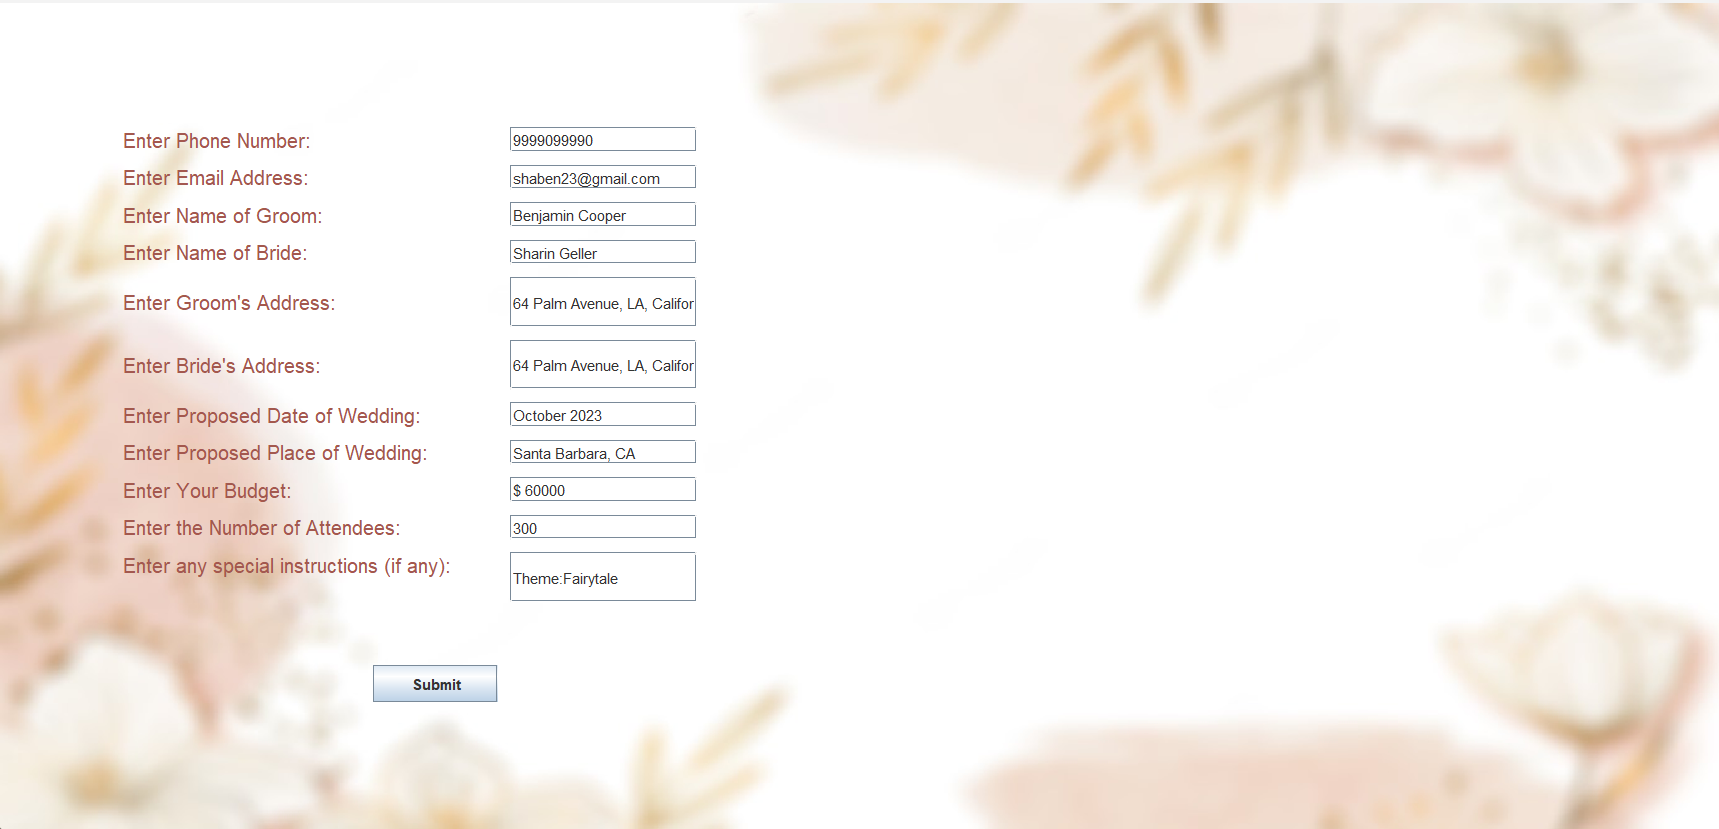 Enter Phone Number: 9999099990
Enter Email Address: shaben23@gmail.com
Enter Name of Groom: Benjamin Cooper
Enter Name of Bride: Sharin Geller
Enter Groom's Address: 64 Palm Avenue, LA, Califor
Enter Bride's Address: 64 Palm Avenue, LA, Califor
Enter Proposed Date of Wedding: October 2023
Enter Proposed Place of Wedding: Santa Barbara, CA
Enter Your Budget: $ 60000
Enter the Number of Attendees: 300
Enter any special instructions (if any): Theme:Fairytale
Submit